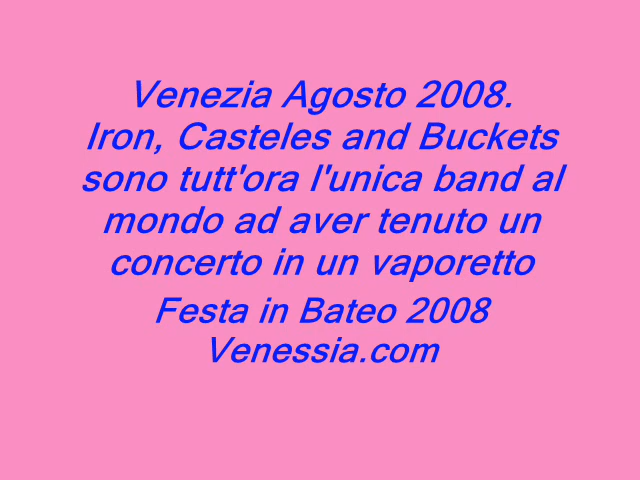 Venezia Agosto 2008.
Iron, Casteles and Buckets
sono tutt'ora l'unica band al
mondo ad aver tenuto un
concerto in un vaporetto
Festa in Bateo 2008
Venessia.com